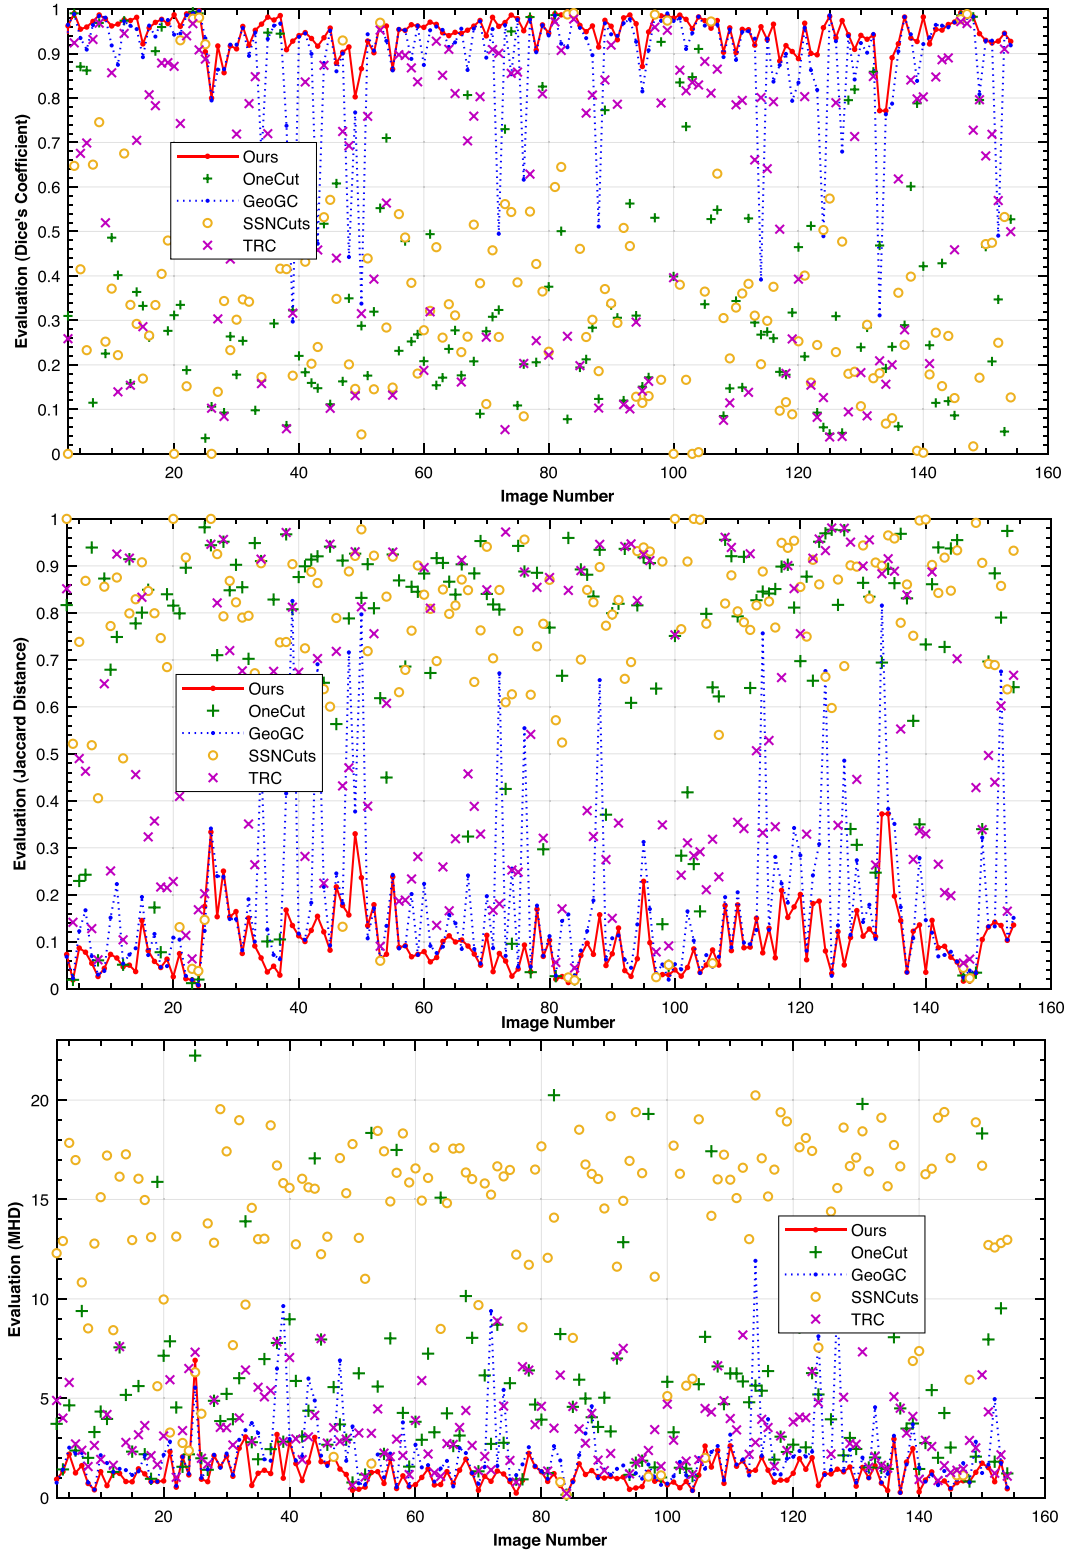 1
0.9
0.8
0.7
0.6
0.5
0.4
0.3
0.2
0.1
0
Evaluation (Dice's Coefficient)
Ours
OneCut
GeoGC
SSNCuts
TRC
20 40 60 80 100 120 140 160
Image Number
1
0.9
0.8
0.7
0.6
0.5
0.4
0.3
0.2
0.1
0
Evaluation (Jaccard Distance)
Ours
OneCut
GeoGC
SSNCuts
TRC
20 40 60 80 100 120 140 160
Image Number
20
15
10
5
0
Evaluation (MHD)
Ours
OneCut
GeoGC
SSNCuts
TRC
20 40 60 80 100 120 140 160
Image Number